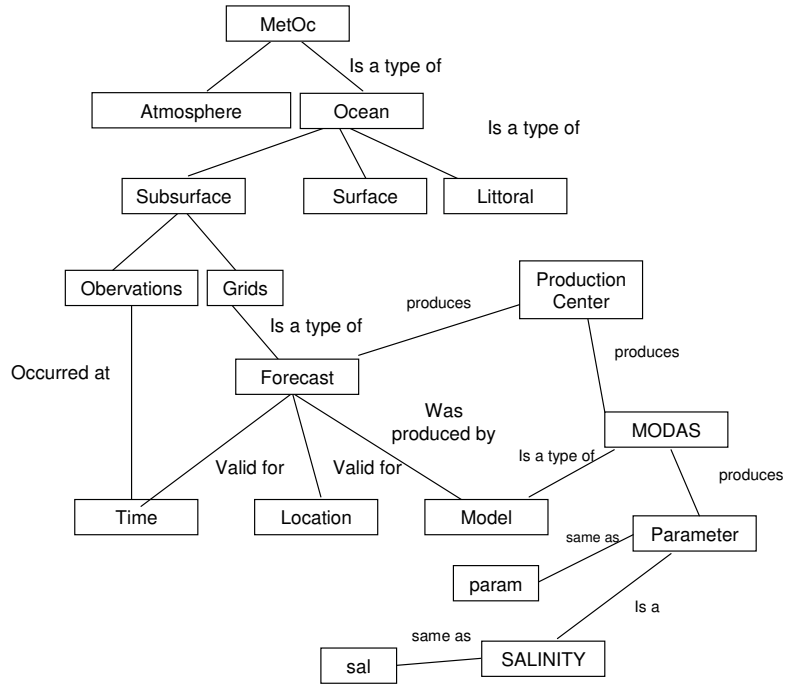 MetOc
Is a type of
Atmosphere
Ocean
Is a type of
Subsurface
Surface
Littoral
Obervations
Grids
Production
Center
produces
Is a type of
produces
Occurred at
Forecast
Was
produced by
MODAS
Valid for
Valid for
Is a type of
produces
Time
Location
Model
Parameter
same as
param
Is a
same as
SALINITY
sal